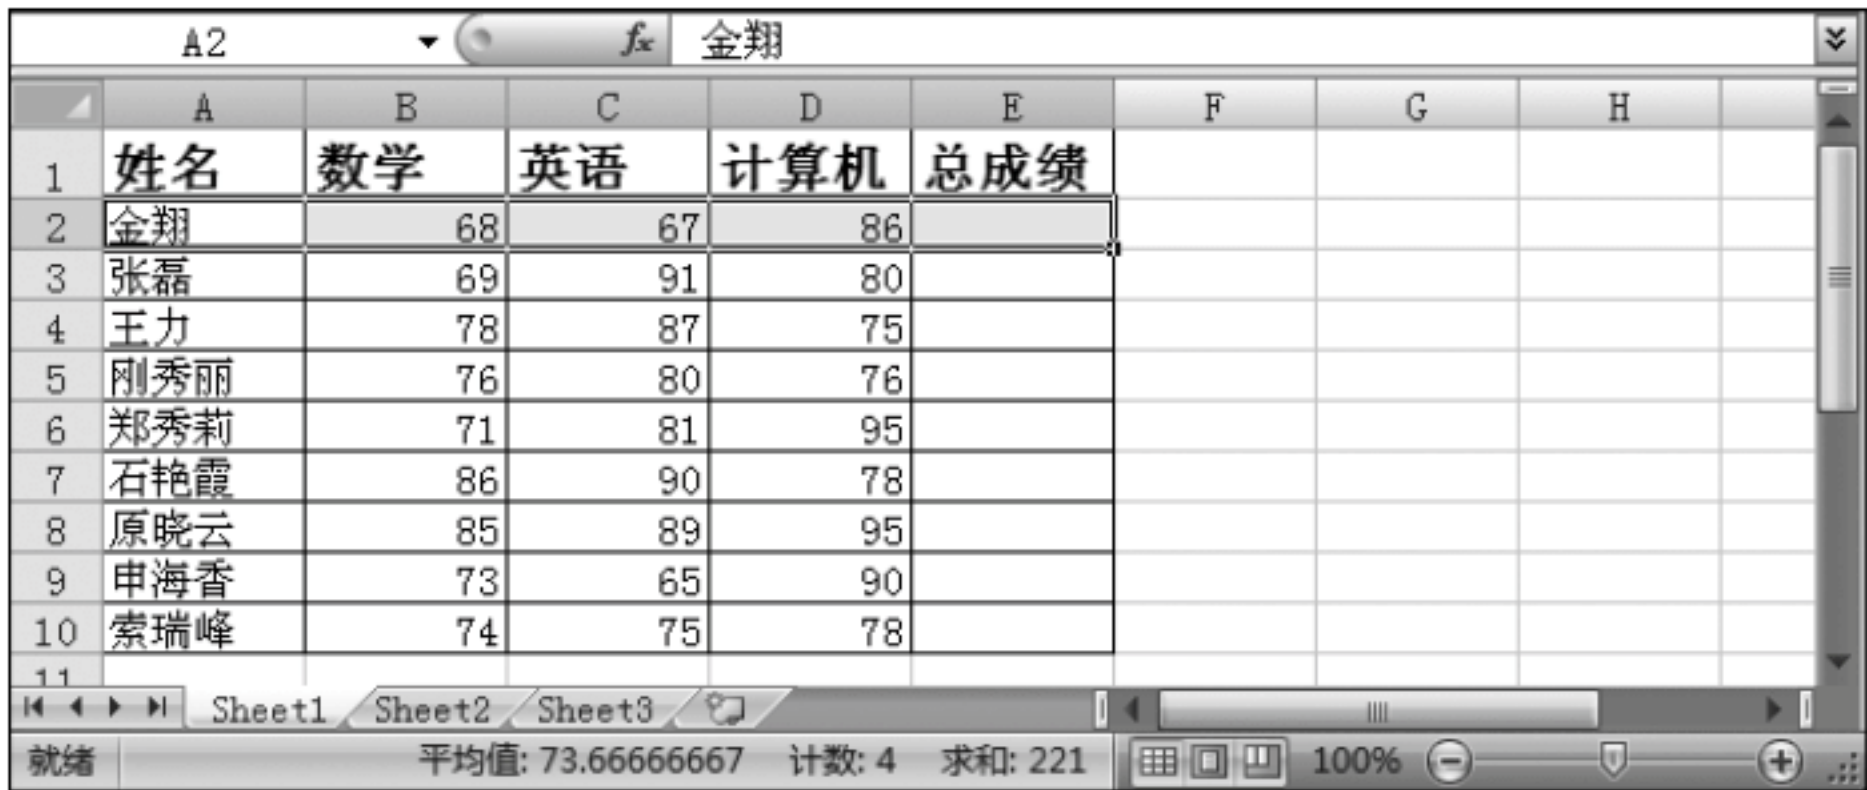 A2 fx 金翔
A B C D E F G H
1 姓名 数学 英语 计算机 总成绩
2 金翔 68 67 86
3 张磊 69 91 80
4 王力 78 87 75
5 刚秀丽 76 80 76
6 郑秀莉 71 81 95
7 石艳霞 86 90 78
8 原晓云 85 89 95
9 申海香 73 65 90
10 索瑞峰 74 75 78
11
Sheet1 Sheet2 Sheet3
就绪 平均值: 73.66666667 计数: 4 求和: 221 100%